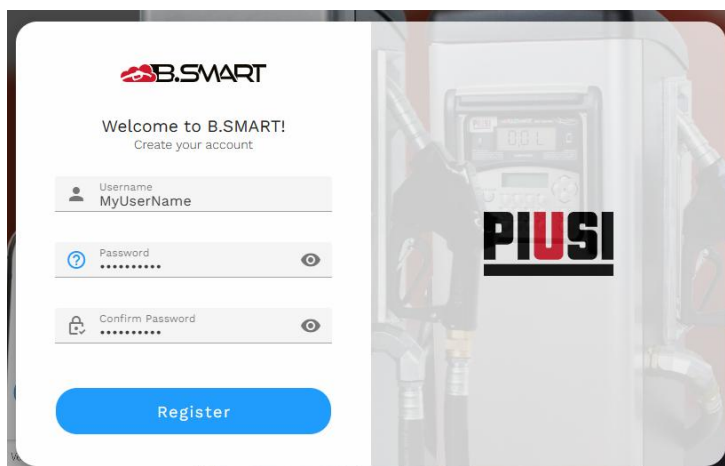 B.SMART
Welcome to B.SMART!
Create your account
Username
MyUserName
Password
••••••••••
Confirm Password
••••••••••
Register
PIUSI